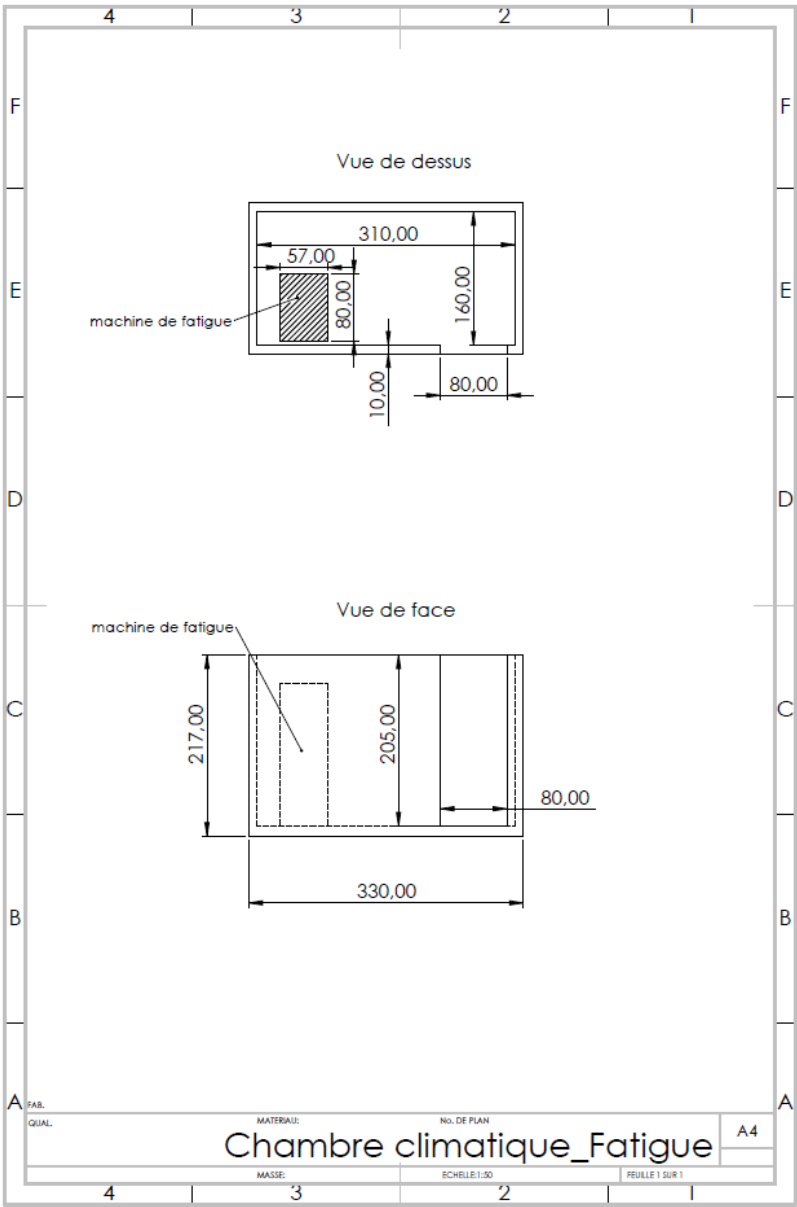 4 3 2 1
F F
Vue de dessus
310,00
57,00
E E
80,00
160,00
machine de fatigue
10,00
80,00
D D
Vue de face
machine de fatigue
C C
217,00
205,00
80,00
330,00
B B
A A
FAB.
QUAL.
MATERIAU:
No. DE PLAN
A4
Chambre climatique_Fatigue
MASSE:
ECHELLE:1:50
FEUILLE 1 SUR 1
4 3 2 1